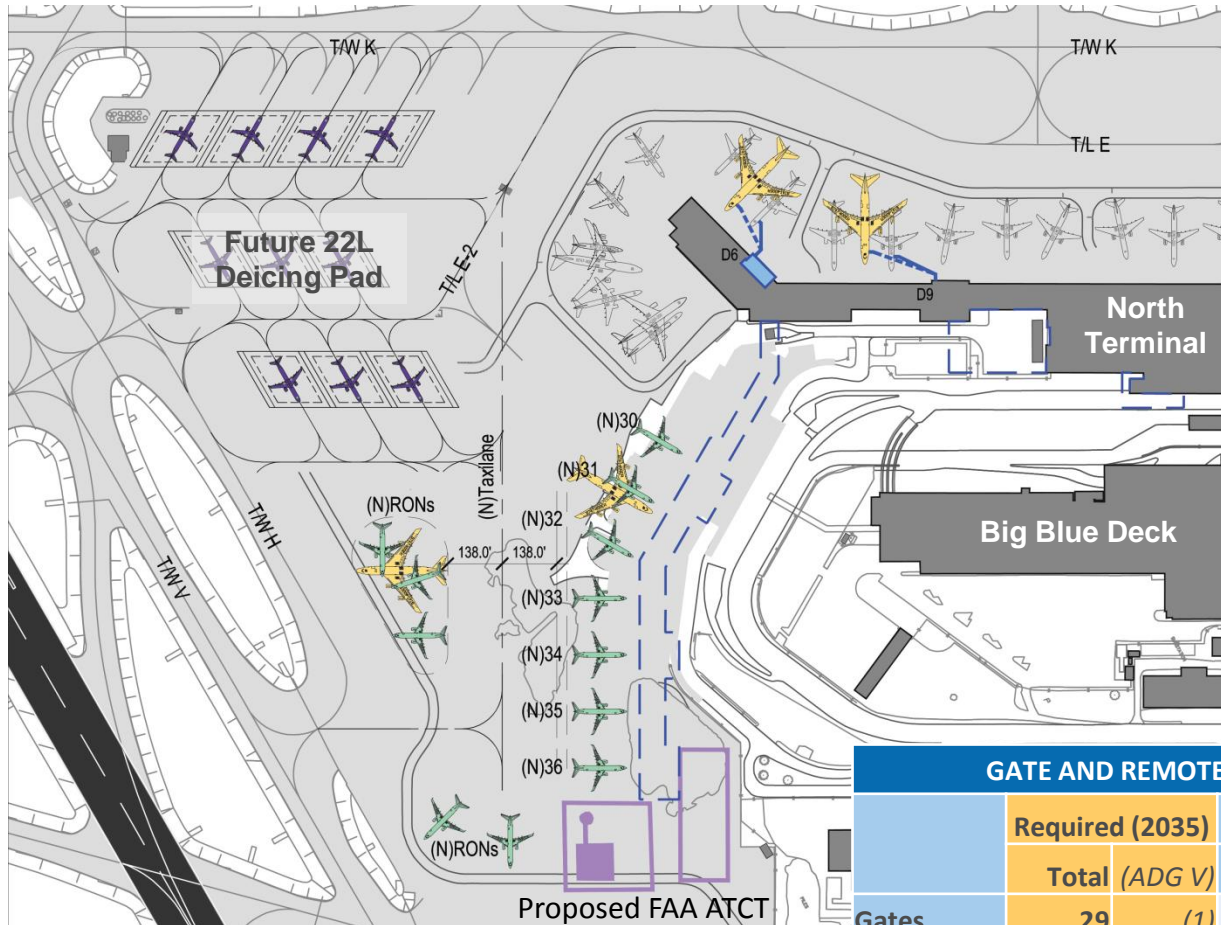 T/W K
T/W K
T/L E
Future 22L
Deicing Pad
T/L E-2
D6
D9
North
Terminal
(N)30
(N)31
(N)Taxilane
(N)32
(N)RONs
138.0'
138.0'
Big Blue Deck
T/W H
T/W V
(N)33
(N)34
(N)35
(N)36
(N)RONs
Proposed FAA ATCT
GATE AND REMOTE
Required (2035)
Total (ADG V)
Gates 29 (1)